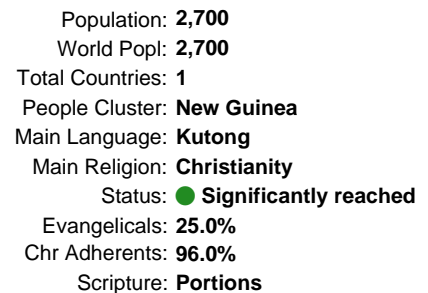 Population: 2,700
World Popl: 2,700
Total Countries: 1
People Cluster: New Guinea
Main Language: Kutong
Main Religion: Christianity
Status: Significantly reached
Evangelicals: 25.0%
Chr Adherents: 96.0%
Scripture: Portions